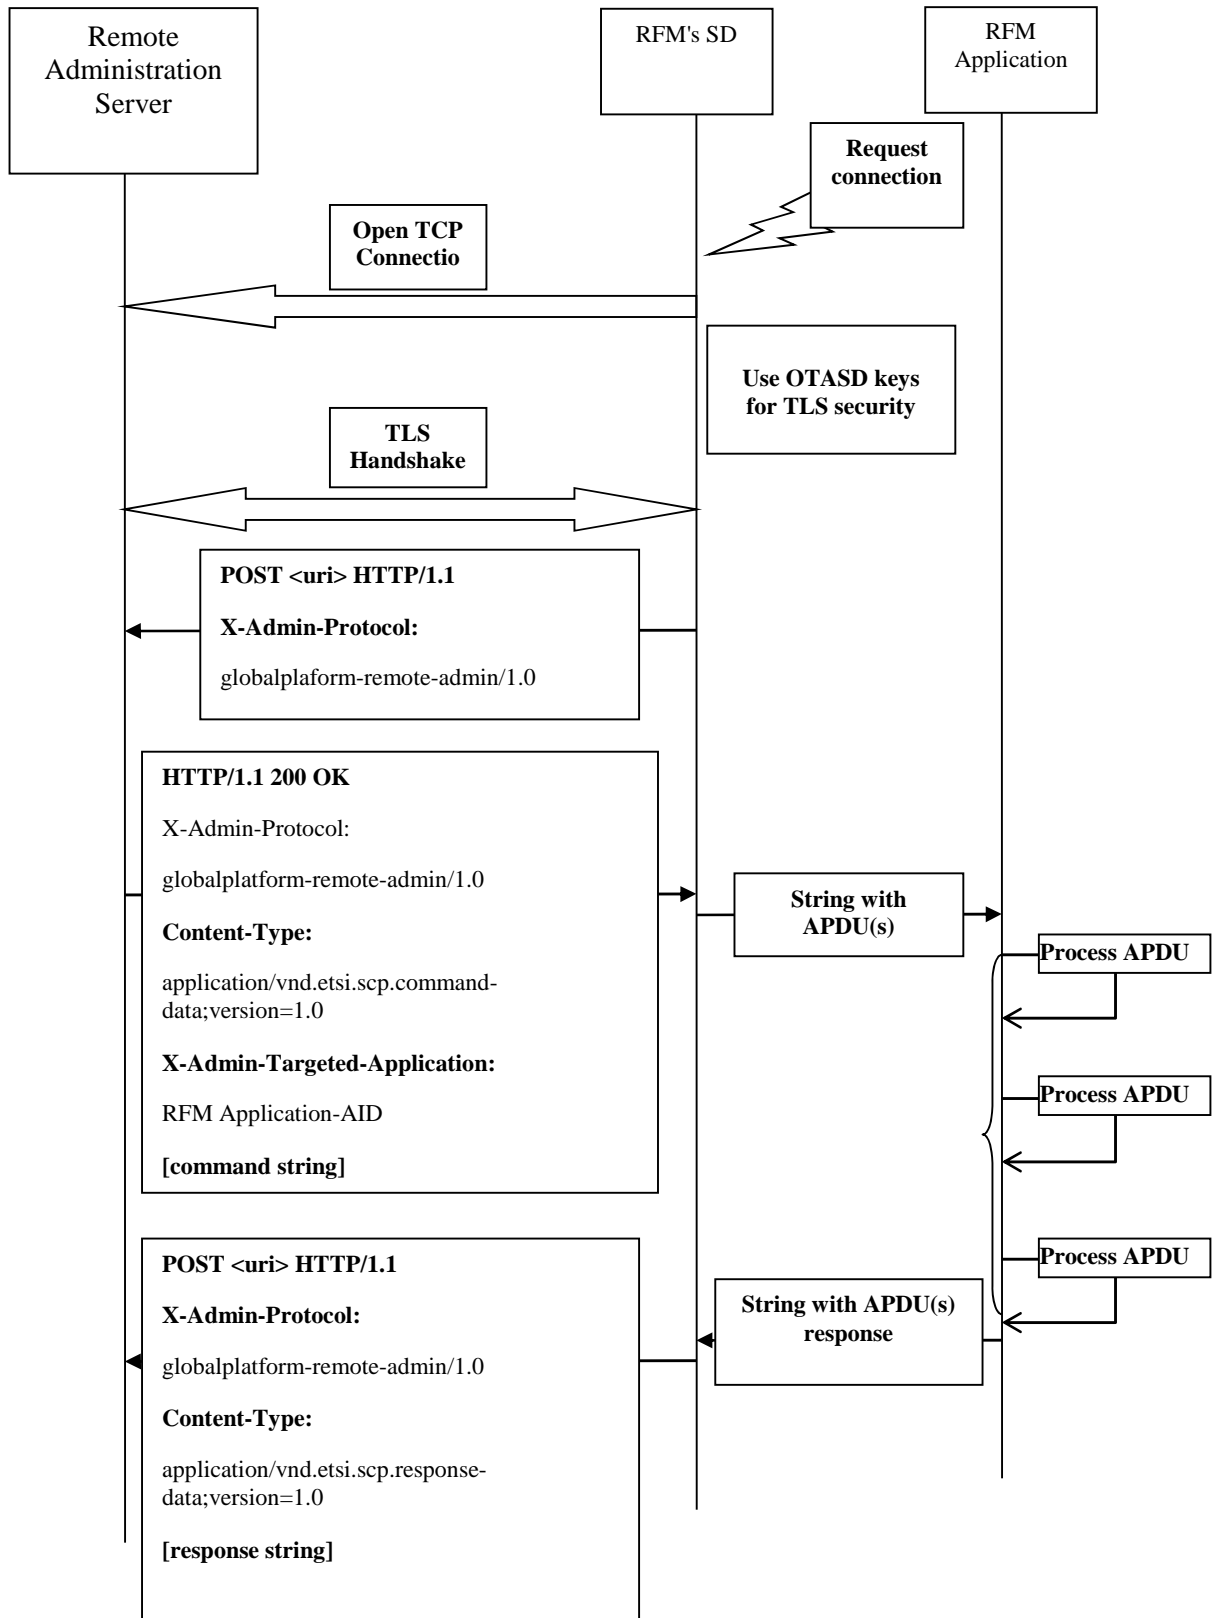 Remote
Administration
Server
RFM's SD
RFM
Application
Request
connection
Open TCP
Connectio
Use OTASD keys
for TLS security
TLS
Handshake
POST <uri> HTTP/1.1
X-Admin-Protocol:
globalplaform-remote-admin/1.0
HTTP/1.1 200 OK
X-Admin-Protocol:
globalplatform-remote-admin/1.0
Content-Type:
application/vnd.etsi.scp.command-
data;version=1.0
X-Admin-Targeted-Application:
RFM Application-AID
[command string]
String with
APDU(s)
Process APDU
Process APDU
Process APDU
String with APDU(s)
response
POST <uri> HTTP/1.1
X-Admin-Protocol:
globalplatform-remote-admin/1.0
Content-Type:
application/vnd.etsi.scp.response-
data;version=1.0
[response string]